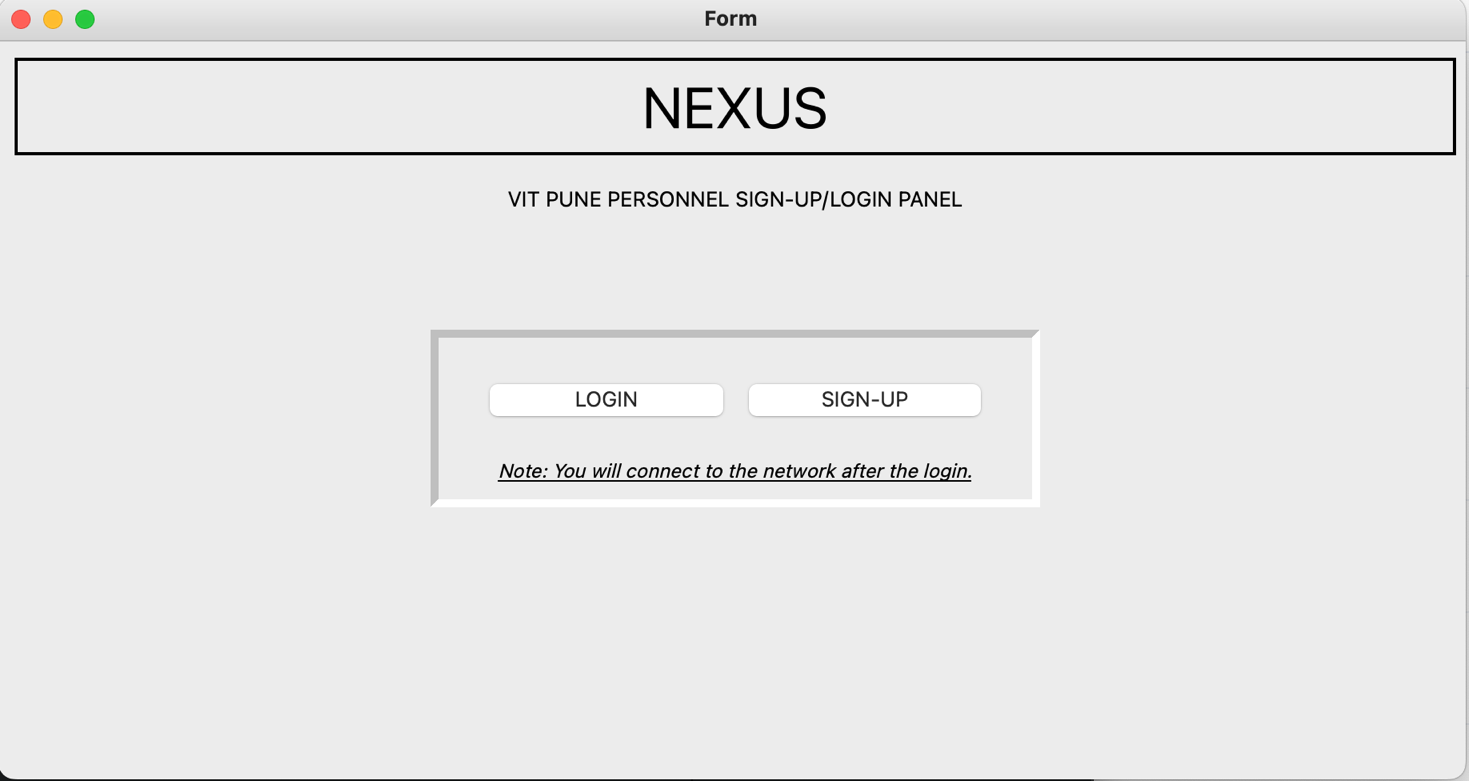 Form
NEXUS
VIT PUNE PERSONNEL SIGN-UP/LOGIN PANEL
LOGIN SIGN-UP
Note: You will connect to the network after the login.